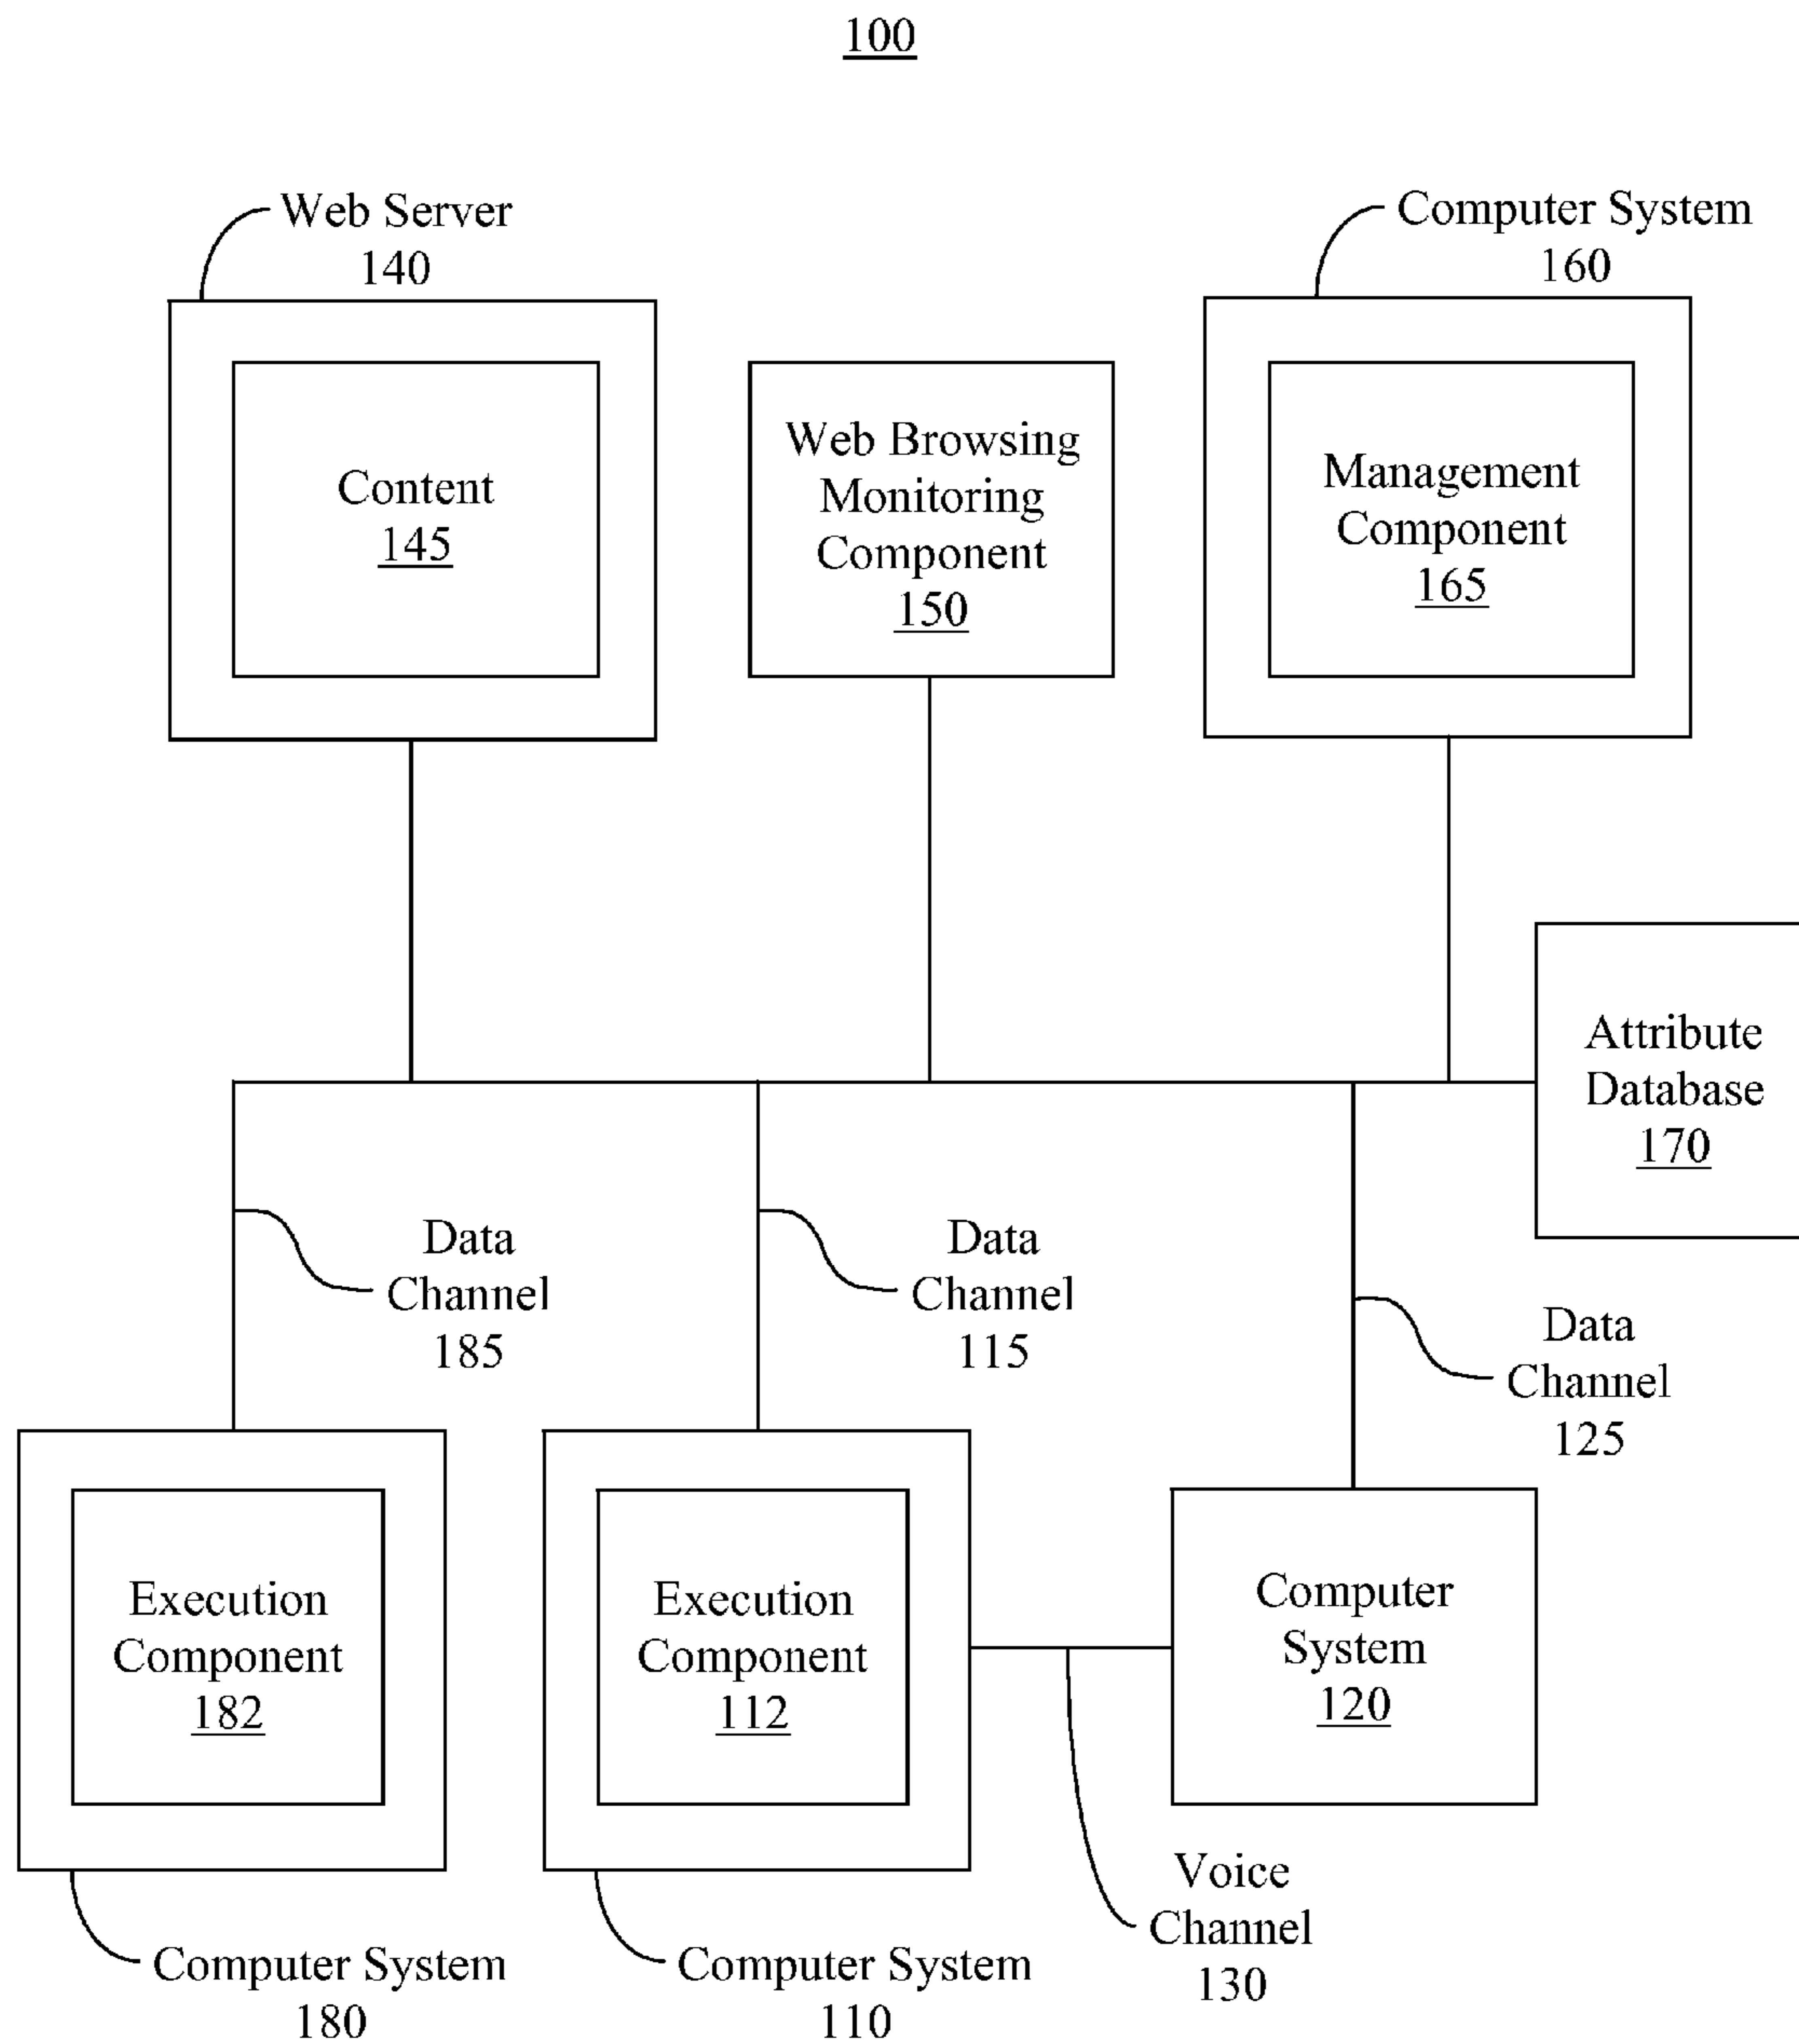 100
Web Server
140
Computer System
160
Content
145
Web Browsing
Monitoring
Component
150
Management
Component
165
Attribute
Database
170
Data
Channel
185
Data
Channel
115
Data
Channel
125
Execution
Component
182
Execution
Component
112
Computer
System
120
Voice
Channel
130
Computer System
180
Computer System
110